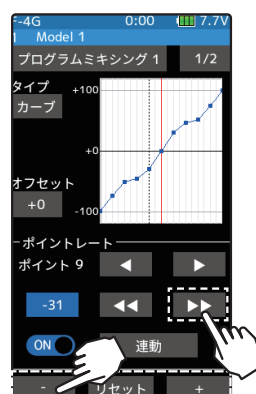 -4G 0:00 7.7V
1 Model 1
プログラムミキシング 1 1/2
タイプ
カーブ
+100
+0
-100
オフセット
+0
ポイントレート
ポイント 9 ◀ ▶
-31 ◀◀ ▶▶
ON 連動
- リセット +